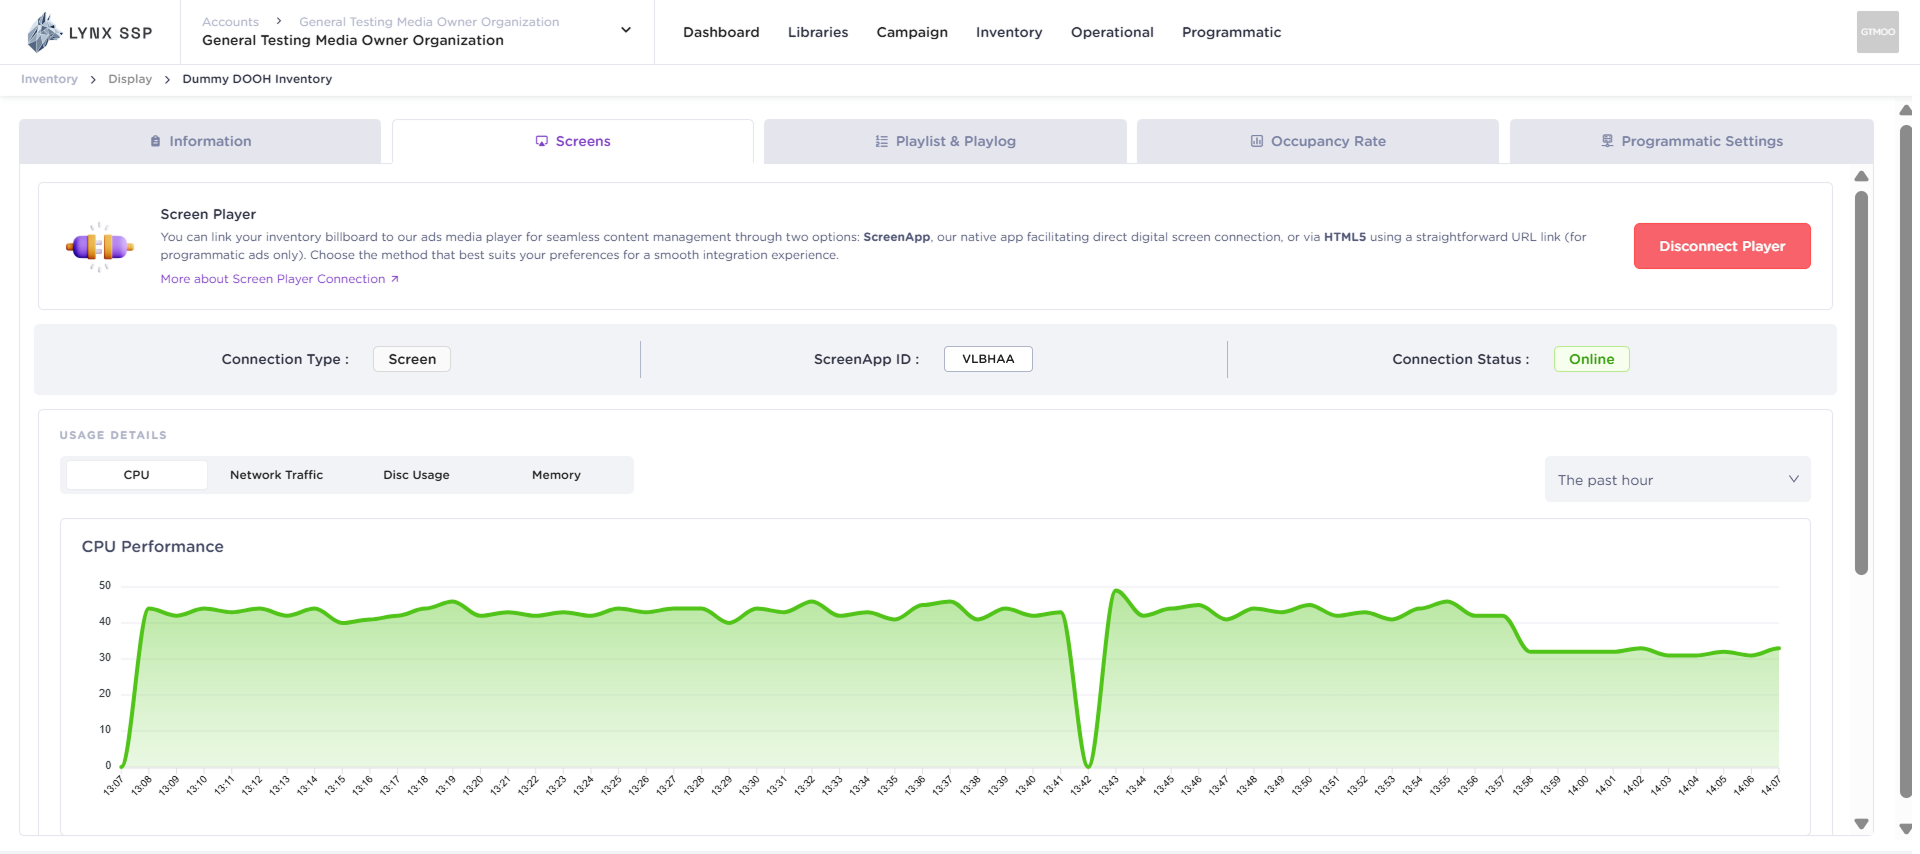 LYNX SSP
Accounts > General Testing Media Owner Organization
General Testing Media Owner Organization
Dashboard Libraries Campaign Inventory Operational Programmatic
GTMOO
Inventory > Display > Dummy DOOH Inventory
Information
Screens
Playlist & Playlog
Occupancy Rate
Programmatic Settings
Screen Player
You can link your inventory billboard to our ads media player for seamless content management through two options: ScreenApp, our native app facilitating direct digital screen connection, or via HTML5 using a straightforward URL link (for
programmatic ads only). Choose the method that best suits your preferences for a smooth integration experience.
More about Screen Player Connection ↗
Disconnect Player
Connection Type : Screen
ScreenApp ID : VLBHAA
Connection Status : Online
USAGE DETAILS
CPU Network Traffic Disc Usage Memory
The past hour
CPU Performance
50
40
30
20
10
0
13:07 13:08 13:09 13:10 13:11 13:12 13:13 13:14 13:15 13:16 13:17 13:18 13:19 13:20 13:21 13:22 13:23 13:24 13:25 13:26 13:27 13:28 13:29 13:30 13:31 13:32 13:33 13:34 13:35 13:36 13:37 13:38 13:39 13:40 13:41 13:42 13:43 13:44 13:45 13:46 13:47 13:48 13:49 13:50 13:51 13:52 13:53 13:54 13:55 13:56 13:57 13:58 13:59 14:00 14:01 14:02 14:03 14:04 14:05 14:06 14:07